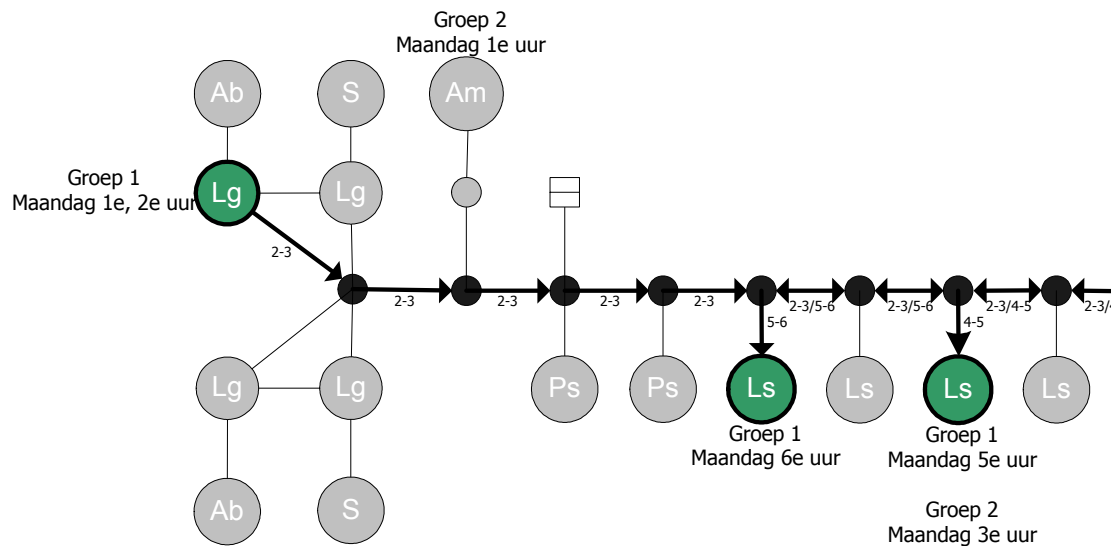 Groep 2
Maandag 1e uur
Ab
S
Am
Groep 1
Maandag 1e, 2e uur
Lg
Lg
2-3
2-3
2-3
2-3
2-3
2-3/5-6
2-3/5-6
2-3/4-5
2-3/4
5-6
4-5
Lg
Lg
Ps
Ps
Ls
Ls
Ls
Ls
Groep 1
Maandag 6e uur
Groep 1
Maandag 5e uur
Ab
S
Groep 2
Maandag 3e uur